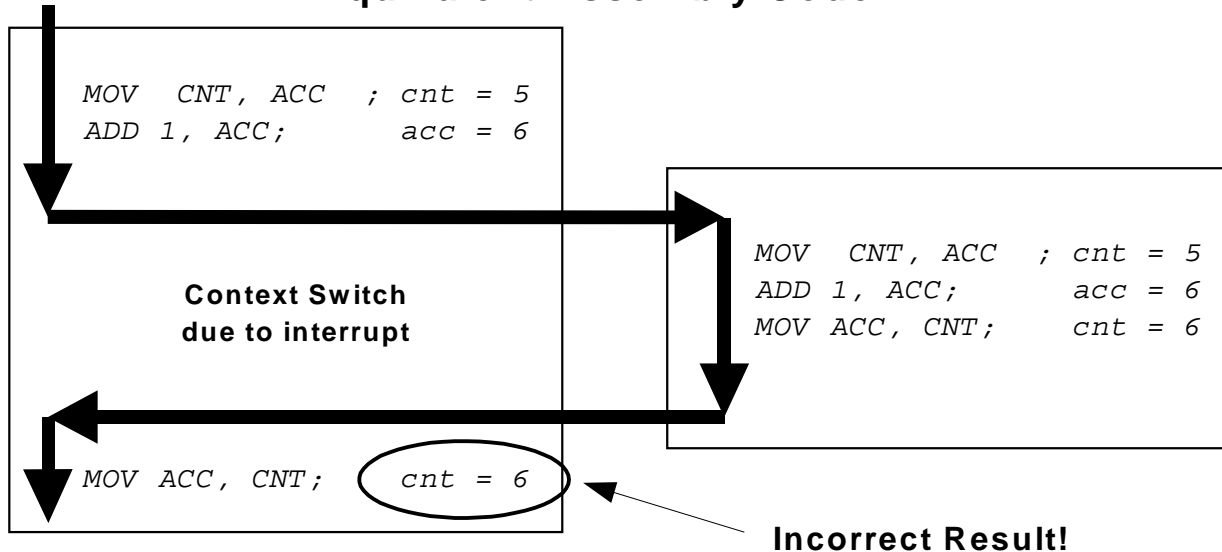 MOV CNT, ACC ; cnt = 5
ADD 1, ACC; acc = 6
Context Switch
due to interrupt
MOV CNT, ACC ; cnt = 5
ADD 1, ACC; acc = 6
MOV ACC, CNT; cnt = 6
MOV ACC, CNT; cnt = 6
Incorrect Result!